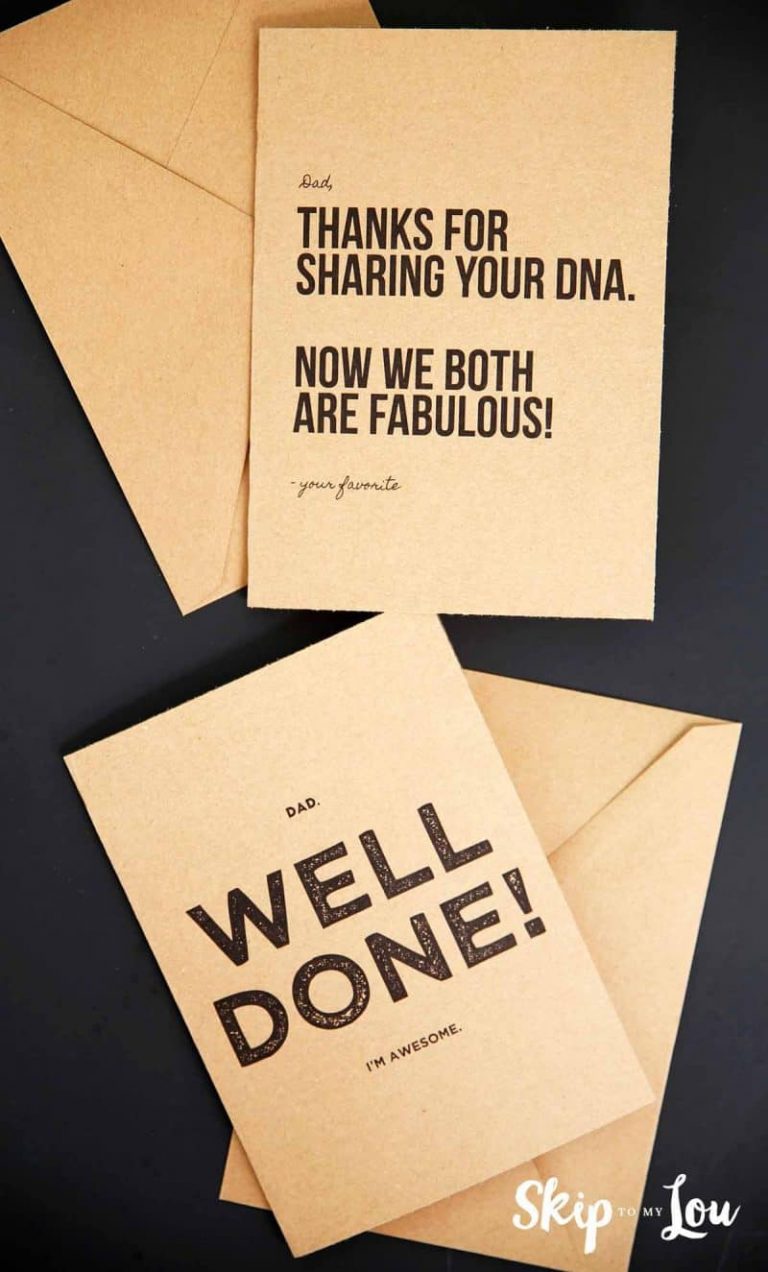 Dad,
THANKS FOR
SHARING YOUR DNA.
NOW WE BOTH
ARE FABULOUS!
-your favorite
DAD.
WELL
DONE!
I'M AWESOME.
Skip TO MY Lou